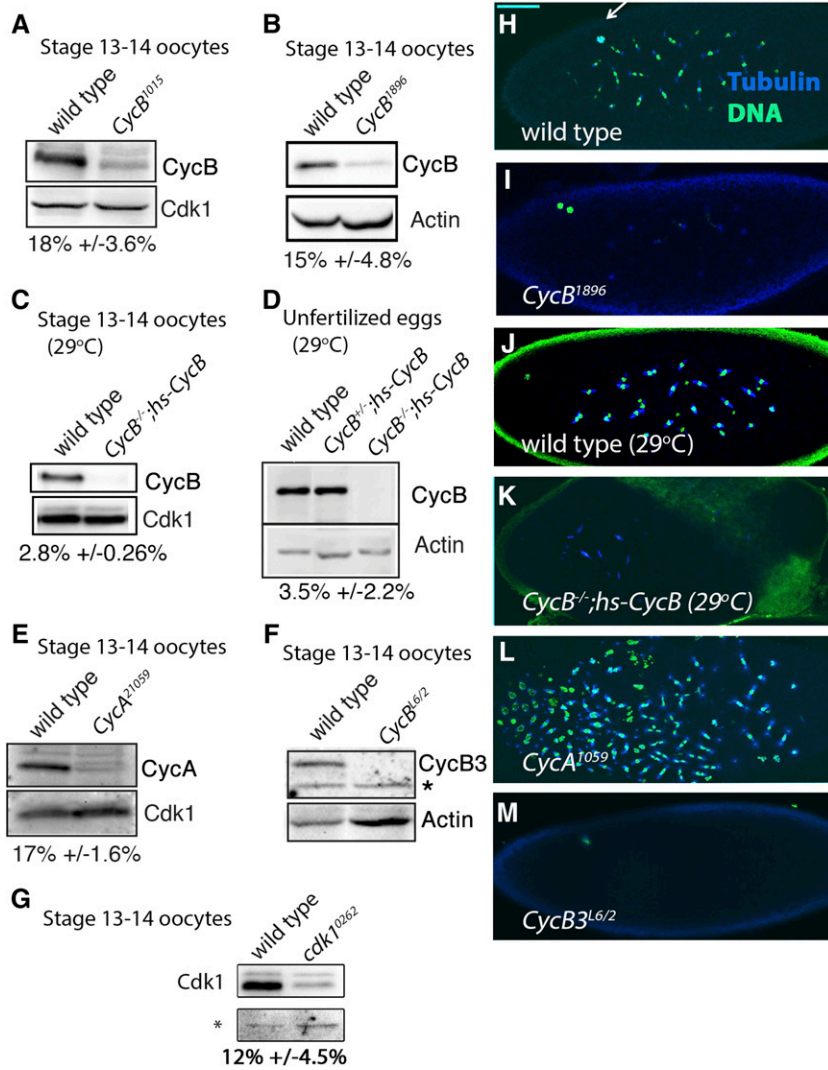 A
Stage 13-14 oocytes
wild type
CycB1015
CycB
Cdk1
18% +/-3.6%
B
Stage 13-14 oocytes
wild type
CycB1896
CycB
Actin
15% +/-4.8%
C
Stage 13-14 oocytes
(29°C)
wild type
CycB-/-;hs-CycB
CycB
Cdk1
2.8% +/-0.26%
D
Unfertilized eggs
(29°C)
wild type
CycB+/-;hs-CycB
CycB-/-;hs-CycB
CycB
Actin
3.5% +/-2.2%
E
Stage 13-14 oocytes
wild type
CycA21059
CycA
Cdk1
17% +/-1.6%
F
Stage 13-14 oocytes
wild type
CycBL6/2
CycB3
*
Actin
G
Stage 13-14 oocytes
wild type
cdk10262
Cdk1
*
12% +/-4.5%
H
Tubulin
DNA
wild type
I
CycB1896
J
wild type (29°C)
K
CycB-/-;hs-CycB (29°C)
L
CycA1059
M
CycB3L6/2